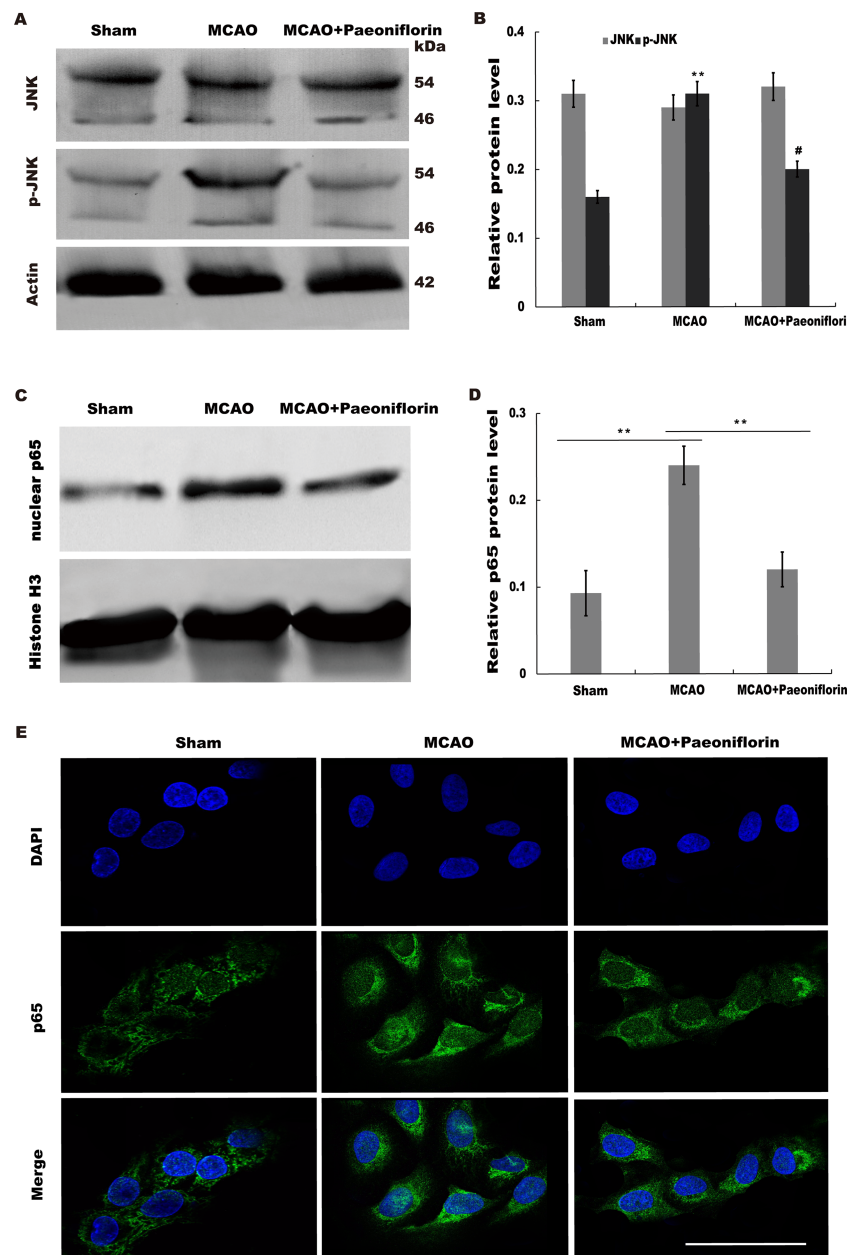 A
Sham MCAO MCAO+Paeoniflorin
kDa
JNK
54
46
p-JNK
54
46
Actin
42
B
JNK p-JNK
Relative protein level
0.4
0.3
0.2
0.1
0
**
#
Sham MCAO MCAO+Paeoniflori
C
Sham MCAO MCAO+Paeoniflorin
nuclear p65
Histone H3
D
Relative p65 protein level
0.3
0.2
0.1
0
** **
Sham MCAO MCAO+Paeoniflorin
E
Sham MCAO MCAO+Paeoniflorin
DAPI
p65
Merge